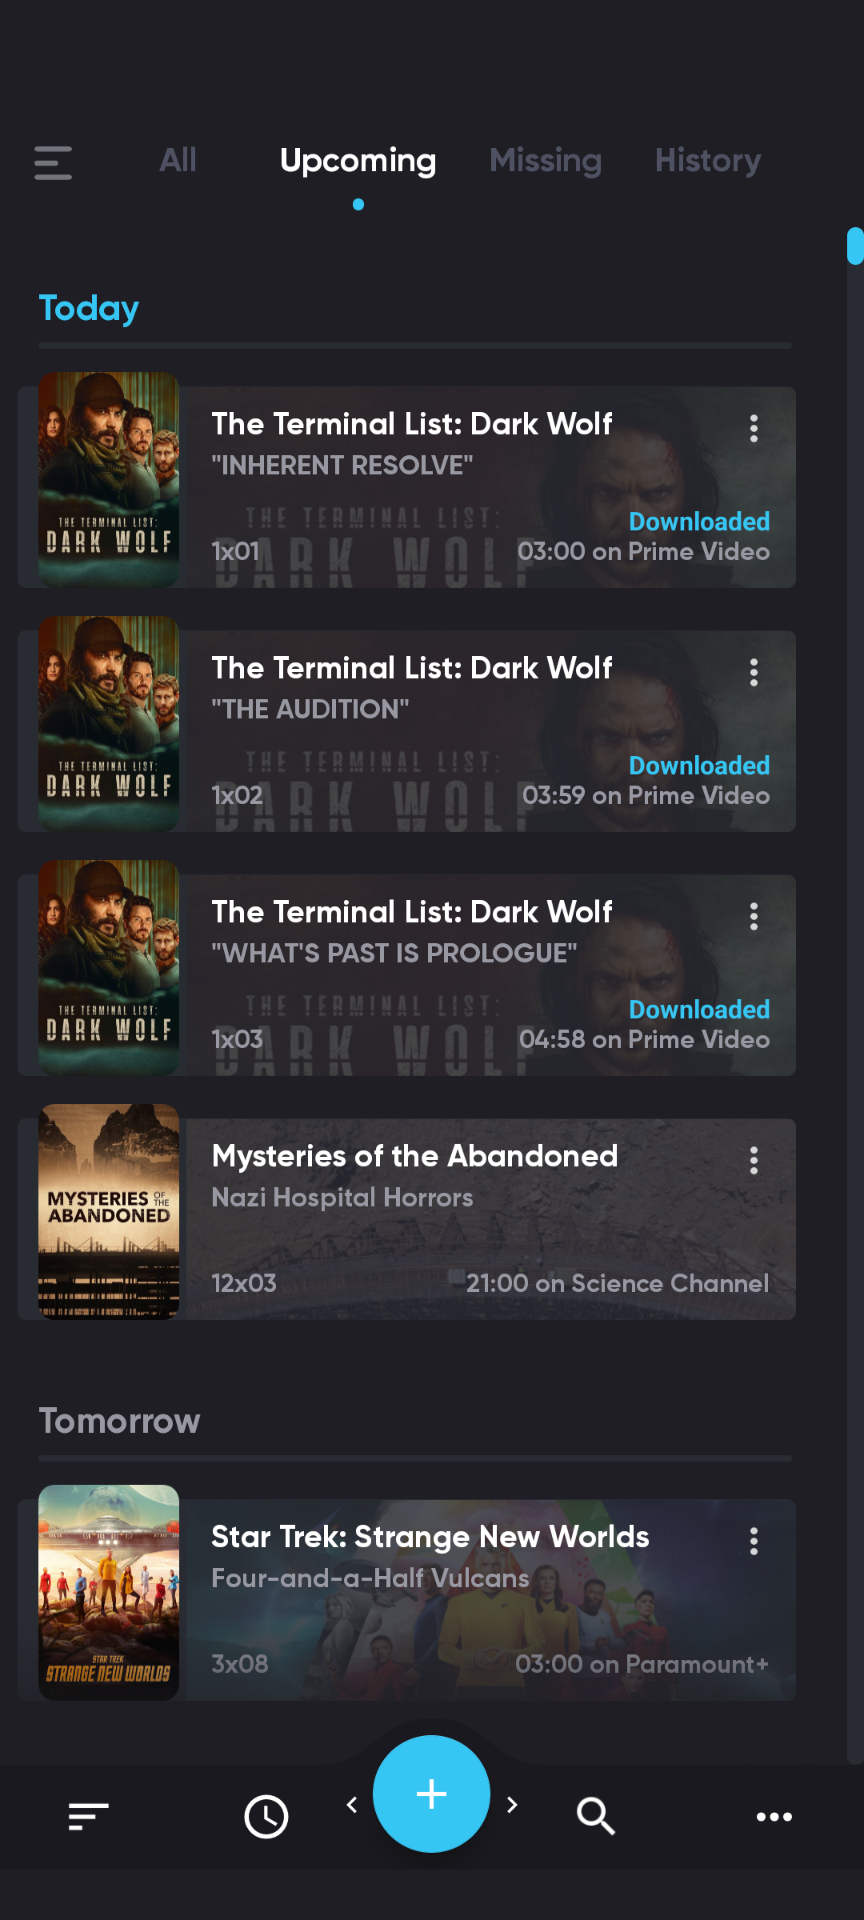 All Upcoming Missing History
Today
The Terminal List: Dark Wolf
"INHERENT RESOLVE"
THE TERMINAL LIST:
DARK WOLF
THE TERMINAL LIST:
DARK WOLF
Downloaded
1x01 03:00 on Prime Video
The Terminal List: Dark Wolf
"THE AUDITION"
THE TERMINAL LIST:
DARK WOLF
THE TERMINAL LIST:
DARK WOLF
Downloaded
1x02 03:59 on Prime Video
The Terminal List: Dark Wolf
"WHAT'S PAST IS PROLOGUE"
THE TERMINAL LIST:
DARK WOLF
THE TERMINAL LIST:
DARK WOLF
Downloaded
1x03 04:58 on Prime Video
Mysteries of the Abandoned
Nazi Hospital Horrors
MYSTERIES OF THE
ABANDONED
12x03 21:00 on Science Channel
Tomorrow
Star Trek: Strange New Worlds
Four-and-a-Half Vulcans
STAR TREK
STRANGE NEW WORLDS
3x08 03:00 on Paramount+